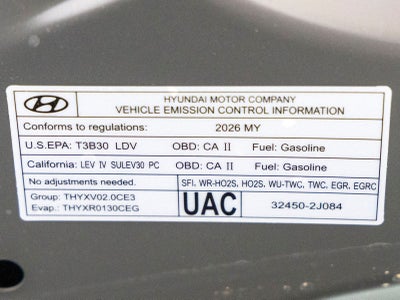 HYUNDAI MOTOR COMPANY
VEHICLE EMISSION CONTROL INFORMATION
Conforms to regulations: 2026 MY
U.S.EPA: T3B30 LDV OBD: CA II Fuel: Gasoline
California: LEV IV SULEV30 PC OBD: CA II Fuel: Gasoline
No adjustments needed. SFI, WR-HO2S, HO2S, WU-TWC, TWC, EGR, EGRC
Group: THYXV02.0CE3
Evap.: THYXR0130CEG
UAC 32450-2J084